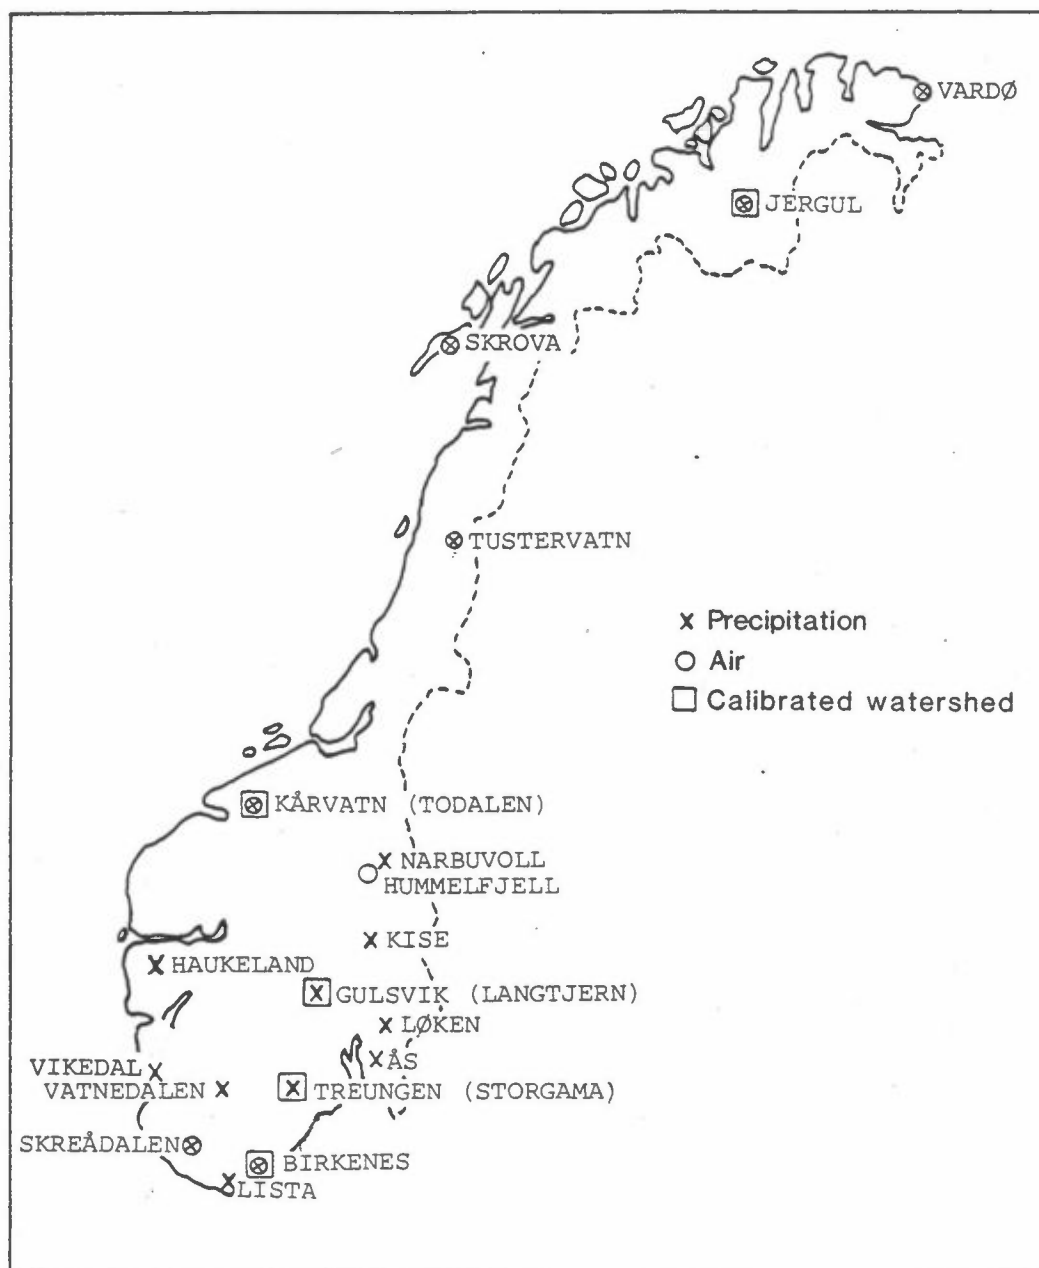 VARDØ
JERGUL
SKROVA
TUSTERVATN
x Precipitation
Air
Calibrated watershed
KÅRVATN (TODALEN)
NARBUVOLL
HUMMELFJELL
KISE
HAUKELAND
GULSVIK (LANGTJERN)
LØKEN
ÅS
VIKEDAL
VATNEDALEN
TREUNGEN (STORGAMA)
SKREÅDALEN
BIRKENES
LISTA